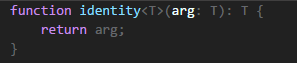 function identity<T>(arg: T): T {
    return arg;
}